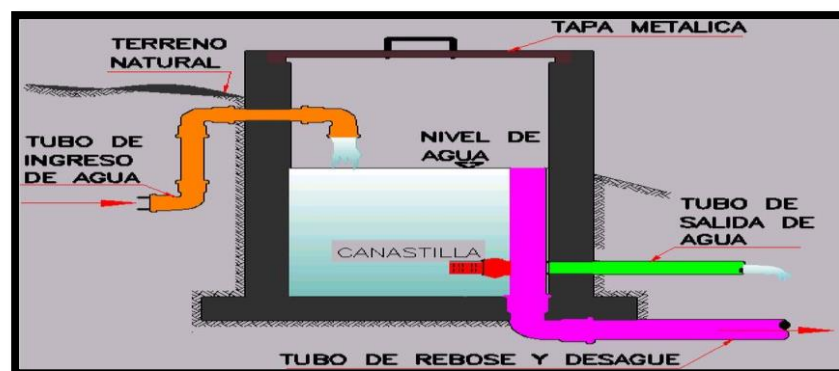 TAPA METALICA
TERRENO
NATURAL
TUBO DE
INGRESO
DE AGUA
NIVEL DE
AGUA
TUBO DE
SALIDA DE
AGUA
CANASTILLA
TUBO DE REBOSE Y DESAGUE